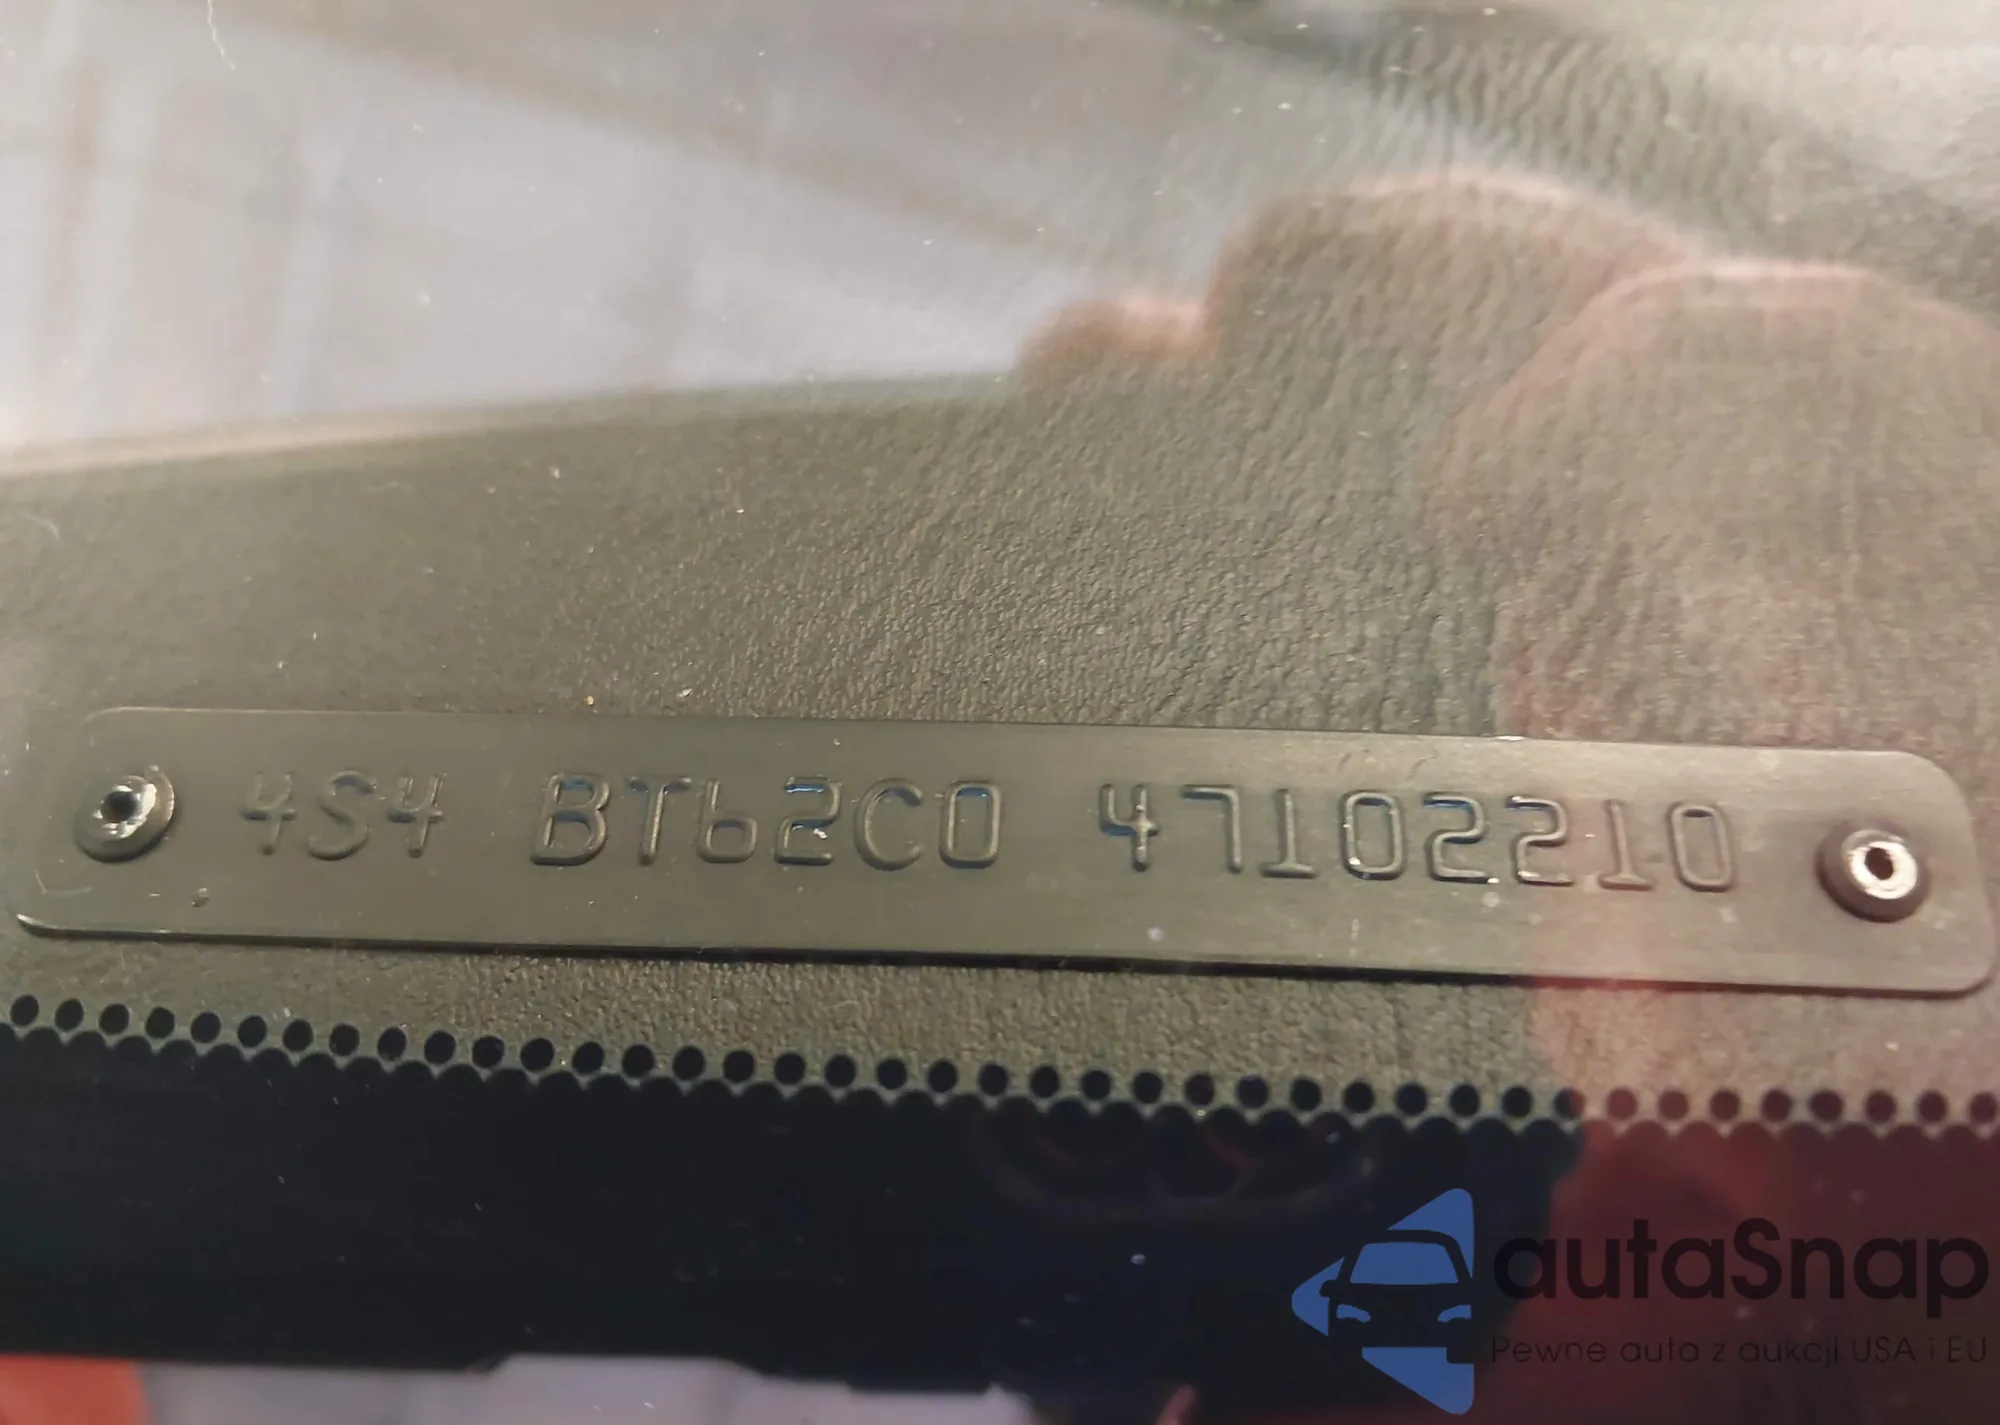 4S4 BT62C0 47102210
autaSnap
Pewne auta z aukcji USA i EU